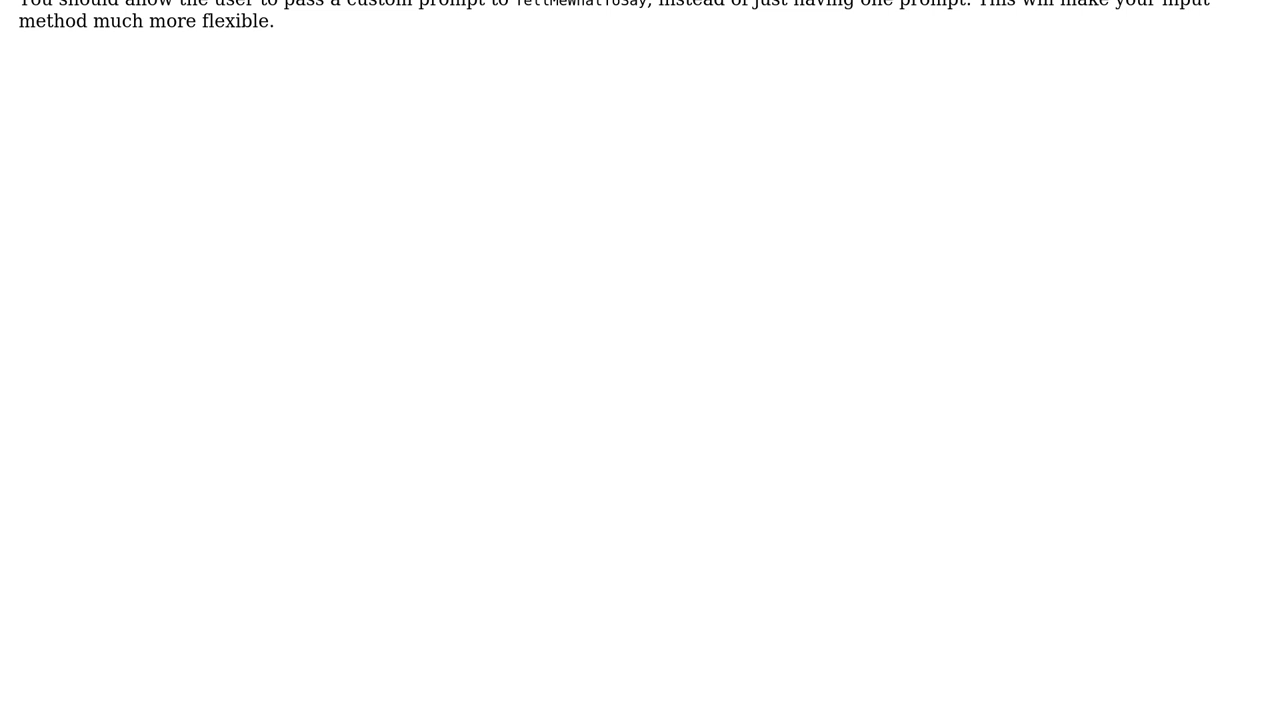 You should allow the user to pass a custom prompt to TellMeWhatToSay, instead of just having one prompt. This will make your input
method much more flexible.